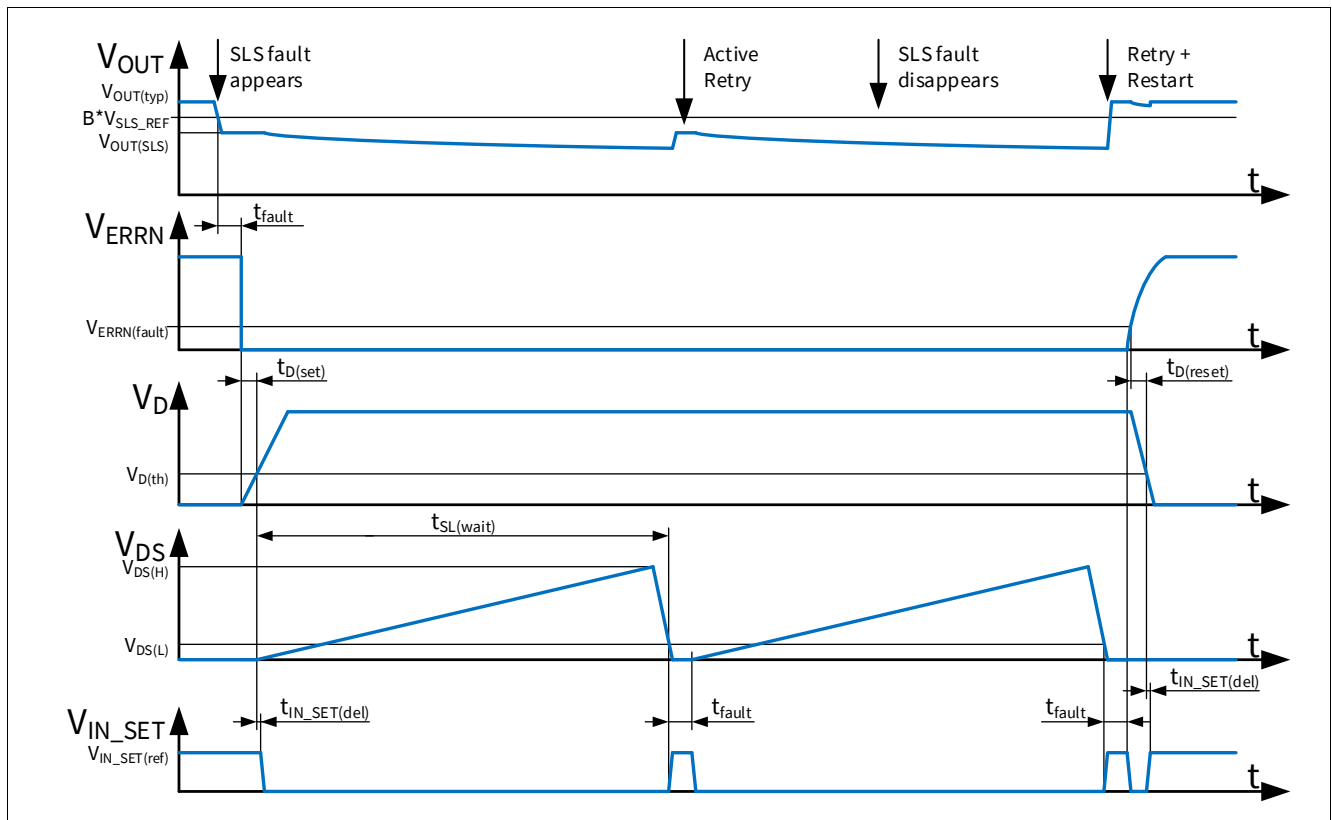 SLS fault
appears
Active
Retry
SLS fault
disappears
Retry +
Restart
VOUT
VOUT(typ)
B*VSLS_REF
VOUT(SLS)
t
tfault
VERRN
VERRN(fault)
t
tD(set)
tD(reset)
VD
VD(th)
t
tSL(wait)
VDS
VDS(H)
VDS(L)
t
tIN_SET(del)
tIN_SET(del)
tfault
tfault
VIN_SET
VIN_SET(ref)
t